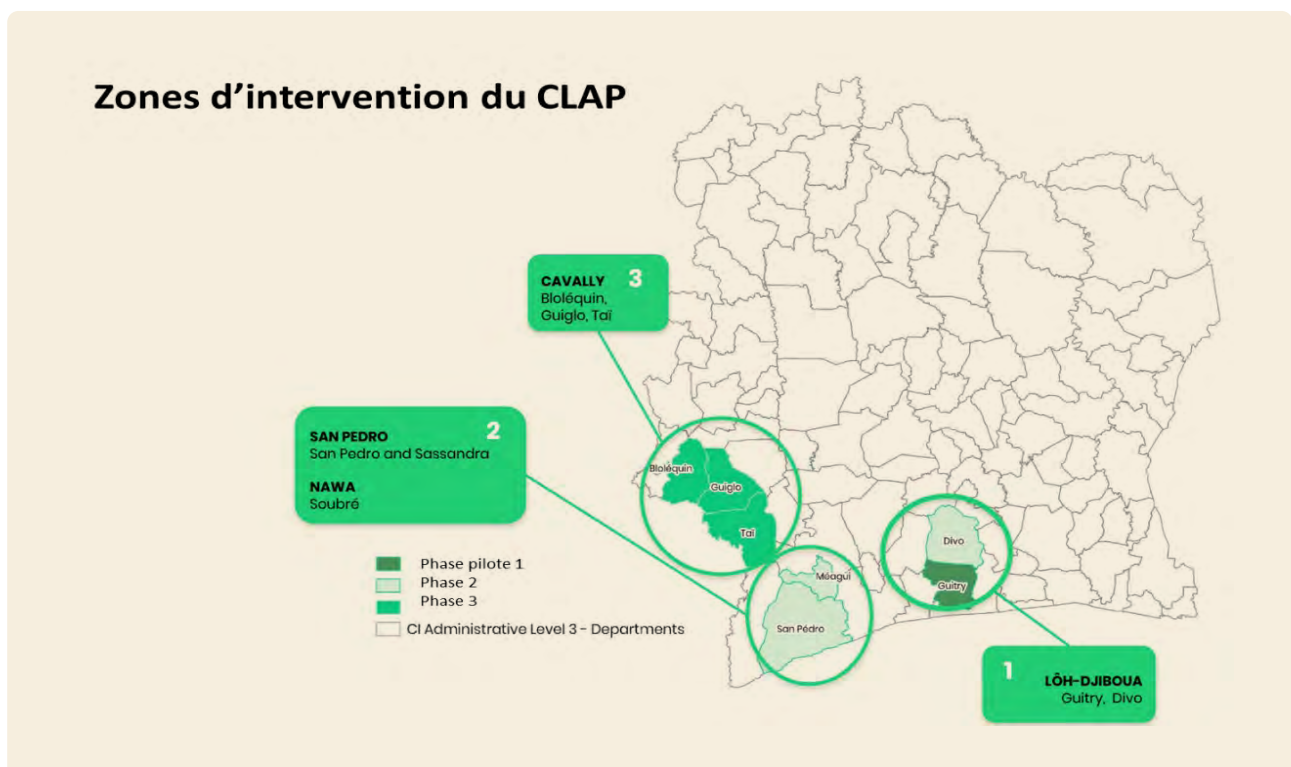 Zones d'intervention du CLAP
CAVALLY 3
Bloléquin,
Guiglo, Taï
SAN PEDRO 2
San Pedro and Sassandra
NAWA
Soubré
Bloléquin
Guiglo
Taï
Divo
Guitry
Méagui
San Pédro
Phase pilote 1
Phase 2
Phase 3
CI Administrative Level 3 - Departments
1 LÔH-DJIBOUA
Guitry, Divo